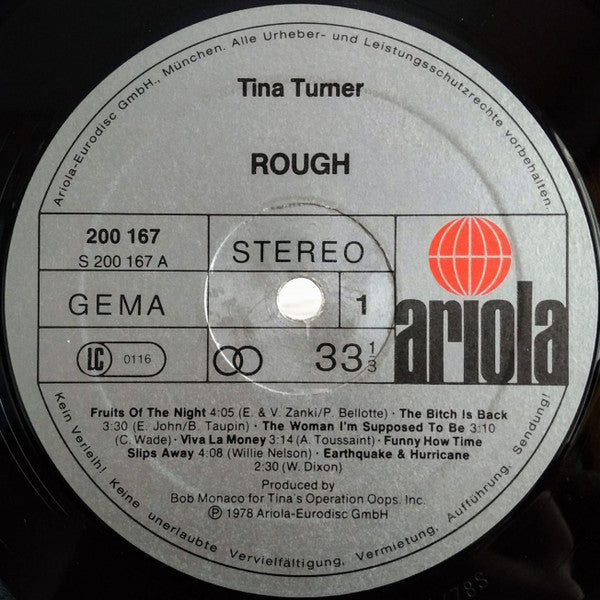 Ariola-Eurodisc GmbH., München. Alle Urheber- und Leistungsschutzrechte vorbehalten.
Tina Turner
ROUGH
200 167
S 200 167 A
STEREO
GEMA
1
ariola
LC 0116
33 1/3
Fruits Of The Night 4:05 (E. & V. Zanki/P. Bellotte) · The Bitch Is Back
3:30 (E. John/B. Taupin) · The Woman I'm Supposed To Be 3:10
(C. Wade) · Viva La Money 3:14 (A. Toussaint) · Funny How Time
Slips Away 4:08 (Willie Nelson) · Earthquake & Hurricane
2:30 (W. Dixon)
Produced by
Bob Monaco for Tina's Operation Oops. Inc.
℗ 1978 Ariola-Eurodisc GmbH
Kein Verleih! Keine unerlaubte Vervielfältigung, Vermietung, Aufführung, Sendung!